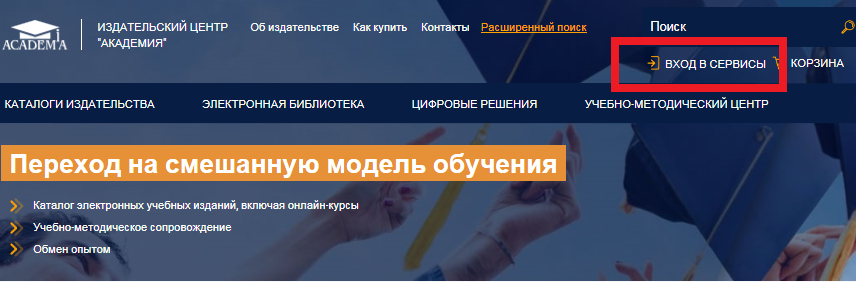 ACADEMA
ИЗДАТЕЛЬСКИЙ ЦЕНТР
"АКАДЕМИЯ"
Об издательстве Как купить Контакты Расширенный поиск
Поиск
ВХОД В СЕРВИСЫ КОРЗИНА
КАТАЛОГИ ИЗДАТЕЛЬСТВА ЭЛЕКТРОННАЯ БИБЛИОТЕКА ЦИФРОВЫЕ РЕШЕНИЯ УЧЕБНО-МЕТОДИЧЕСКИЙ ЦЕНТР
Переход на смешанную модель обучения
Каталог электронных учебных изданий, включая онлайн-курсы
Учебно-методическое сопровождение
Обмен опытом